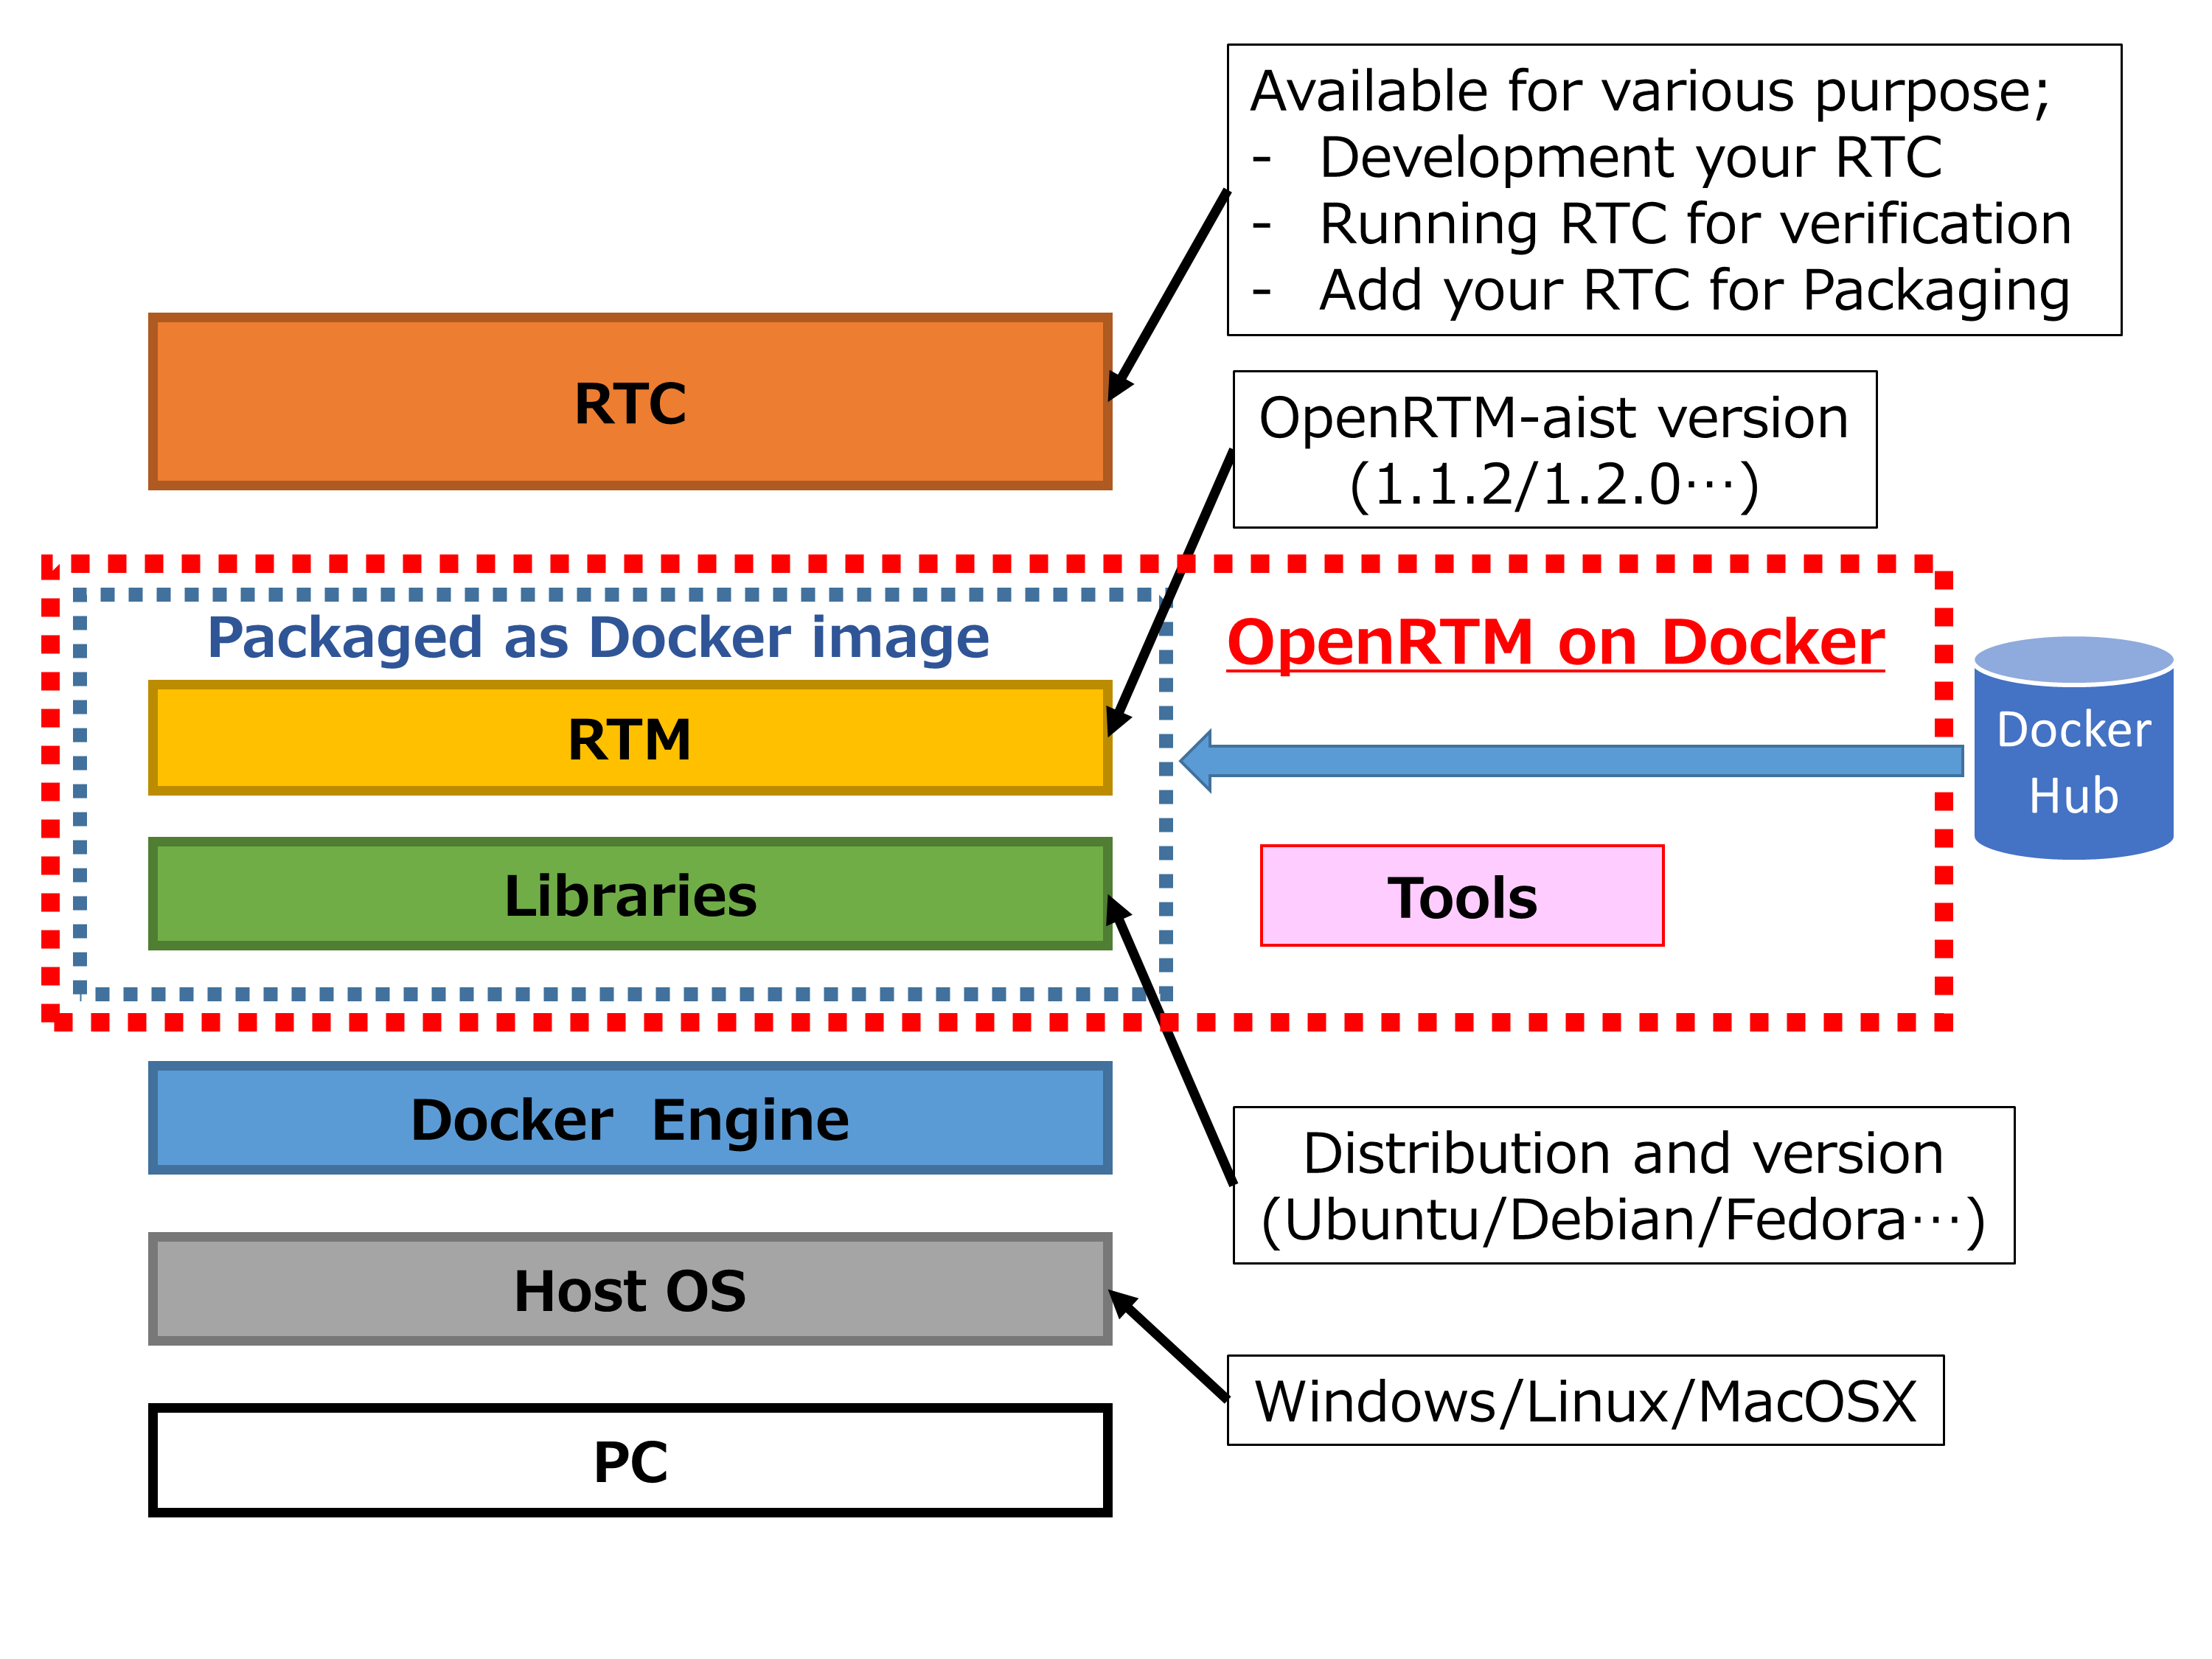 Available for various purpose;
- Development your RTC
- Running RTC for verification
- Add your RTC for Packaging
RTC
OpenRTM-aist version
(1.1.2/1.2.0…)
Packaged as Docker image
OpenRTM on Docker
RTM
Docker
Hub
Libraries
Tools
Docker Engine
Distribution and version
(Ubuntu/Debian/Fedora…)
Host OS
Windows/Linux/MacOSX
PC